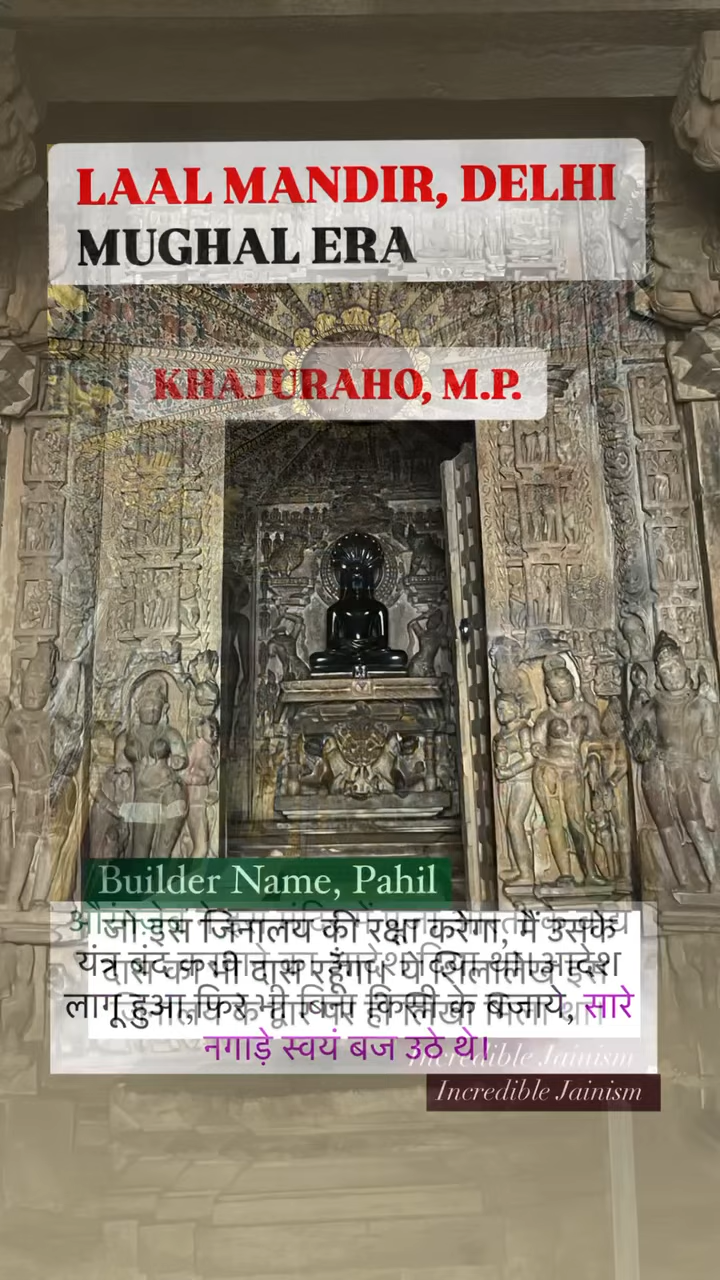 LAAL MANDIR, DELHI
MUGHAL ERA
KHAJURAHO, M.P.
Builder Name, Pahil
जो इस जिनालय की रक्षा करेगा, मैं उसके
दास का भी दास रहूंगा। ये
यंत्र बंद आदेश
लागू हुआ, फिर भी बिना किसी के बजाये, सारे
नगाड़े स्वयं बज उठे थे।
Incredible Jainism
Incredible Jainism